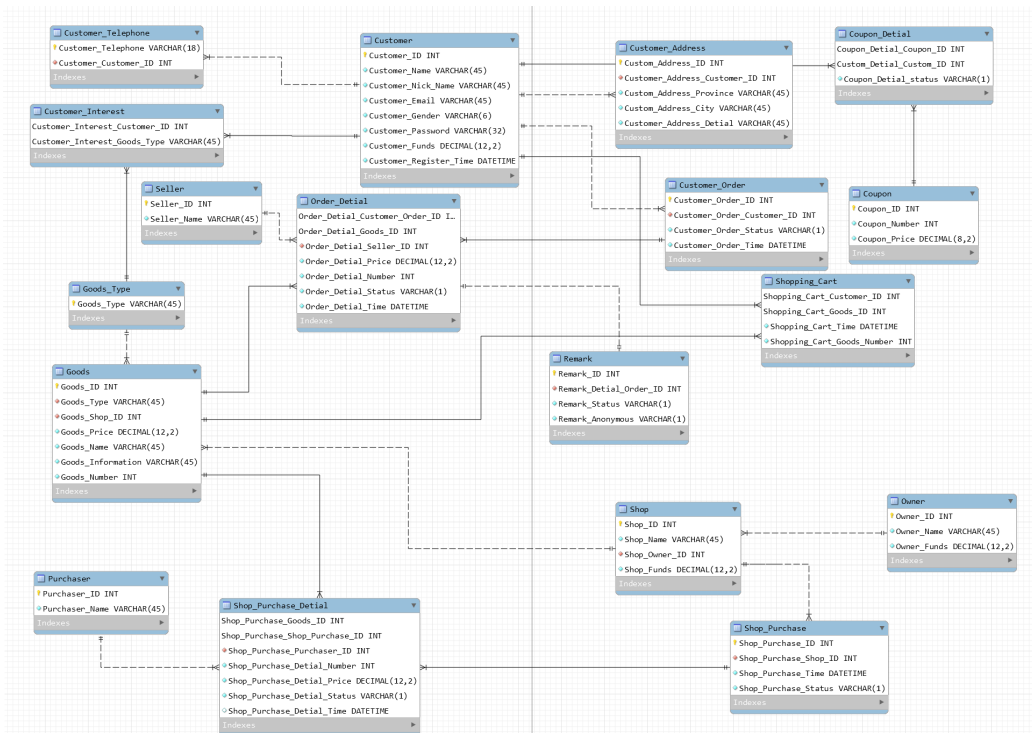 Customer_Telephone
Customer_Telephone VARCHAR(18)
Customer_Customer_ID INT
Indexes
Customer
Customer_ID INT
Customer_Name VARCHAR(45)
Customer_Nick_Name VARCHAR(45)
Customer_Email VARCHAR(45)
Customer_Gender VARCHAR(6)
Customer_Password VARCHAR(32)
Customer_Funds DECIMAL(12,2)
Customer_Register_Time DATETIME
Indexes
Customer_Address
Custom_Address_ID INT
Custom_Address_Customer_ID INT
Custom_Address_Province VARCHAR(45)
Custom_Address_City VARCHAR(45)
Customer_Address_Detial VARCHAR(45)
Indexes
Coupon_Detial
Coupon_Detial_Coupon_ID INT
Custom_Detial_Custom_ID INT
Coupon_Detial_status VARCHAR(1)
Indexes
Customer_Interest
Customer_Interest_Customer_ID INT
Customer_Interest_Goods_Type VARCHAR(45)
Indexes
Seller
Seller_ID INT
Seller_Name VARCHAR(45)
Indexes
Order_Detial
Order_Detial_Customer_Order_ID I...
Order_Detial_Goods_ID INT
Order_Detial_Seller_ID INT
Order_Detial_Price DECIMAL(12,2)
Order_Detial_Number INT
Order_Detial_Status VARCHAR(1)
Order_Detial_Time DATETIME
Indexes
Customer_Order
Customer_Order_ID INT
Customer_Order_Customer_ID INT
Customer_Order_Status VARCHAR(1)
Customer_Order_Time DATETIME
Indexes
Coupon
Coupon_ID INT
Coupon_Number INT
Coupon_Price DECIMAL(8,2)
Indexes
Goods_Type
Goods_Type VARCHAR(45)
Indexes
Shopping_Cart
Shopping_Cart_Customer_ID INT
Shopping_Cart_Goods_ID INT
Shopping_Cart_Time DATETIME
Shopping_Cart_Goods_Number INT
Indexes
Goods
Goods_ID INT
Goods_Type VARCHAR(45)
Goods_Shop_ID INT
Goods_Price DECIMAL(12,2)
Goods_Name VARCHAR(45)
Goods_Information VARCHAR(45)
Goods_Number INT
Indexes
Remark
Remark_ID INT
Remark_Detial_Order_ID INT
Remark_Status VARCHAR(1)
Remark_Anonymous VARCHAR(1)
Indexes
Shop
Shop_ID INT
Shop_Name VARCHAR(45)
Shop_Owner_ID INT
Shop_Funds DECIMAL(12,2)
Indexes
Owner
Owner_ID INT
Owner_Name VARCHAR(45)
Owner_Funds DECIMAL(12,2)
Indexes
Purchaser
Purchaser_ID INT
Purchaser_Name VARCHAR(45)
Indexes
Shop_Purchase_Detial
Shop_Purchase_Goods_ID INT
Shop_Purchase_Shop_Purchase_ID INT
Shop_Purchase_Purchaser_ID INT
Shop_Purchase_Detial_Number INT
Shop_Purchase_Detial_Price DECIMAL(12,2)
Shop_Purchase_Detial_Status VARCHAR(1)
Shop_Purchase_Detial_Time DATETIME
Indexes
Shop_Purchase
Shop_Purchase_ID INT
Shop_Purchase_Shop_ID INT
Shop_Purchase_Time DATETIME
Shop_Purchase_Status VARCHAR(1)
Indexes